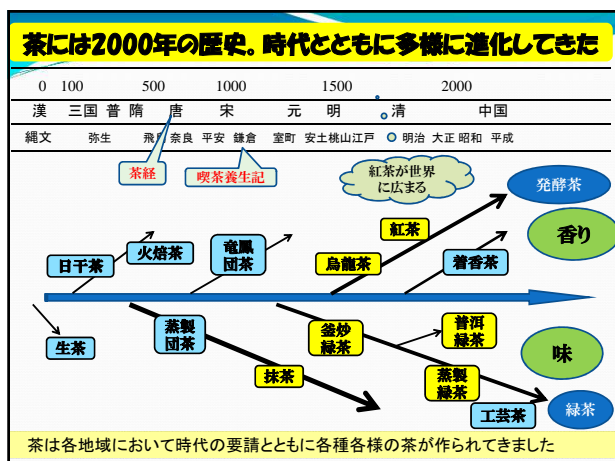 茶には2000年の歴史。時代とともに多様に進化してきた
0 100 500 1000 1500 2000
漢 三国 普 隋 唐 宋 元 明 清 中国
縄文 弥生 飛鳥 奈良 平安 鎌倉 室町 安土桃山江戸 明治 大正 昭和 平成
茶経
喫茶養生記
紅茶が世界
に広まる
発酵茶
紅茶
香り
竜鳳
団茶
火焙茶
日干茶
烏龍茶
着香茶
生茶
蒸製
団茶
釜炒
緑茶
普洱
緑茶
味
抹茶
蒸製
緑茶
工芸茶
緑茶
茶は各地域において時代の要請とともに各種各様の茶が作られてきました